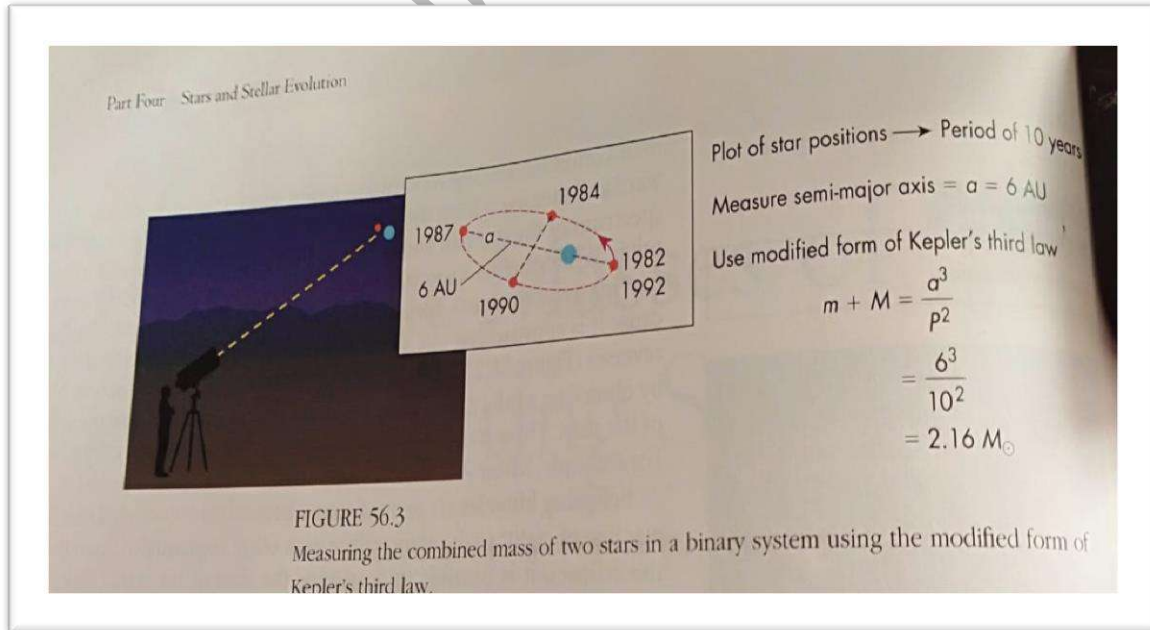 Part Four Stars and Stellar Evolution
1984
1987
a
6 AU
1990
1982
1992
Plot of star positions → Period of 10 years
Measure semi-major axis = a = 6 AU
Use modified form of Kepler's third law
m + M = a³/P²
= 6³/10²
= 2.16 M☉
FIGURE 56.3
Measuring the combined mass of two stars in a binary system using the modified form of
Kepler's third law.